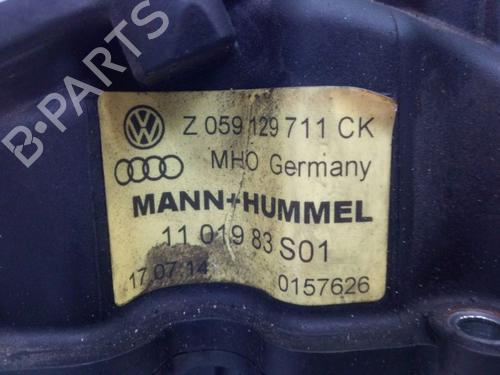 Z 059 129 711 CK
MHO Germany
MANN+HUMMEL
11 019 83 S01
17.07.14 0157626
B-PARTS